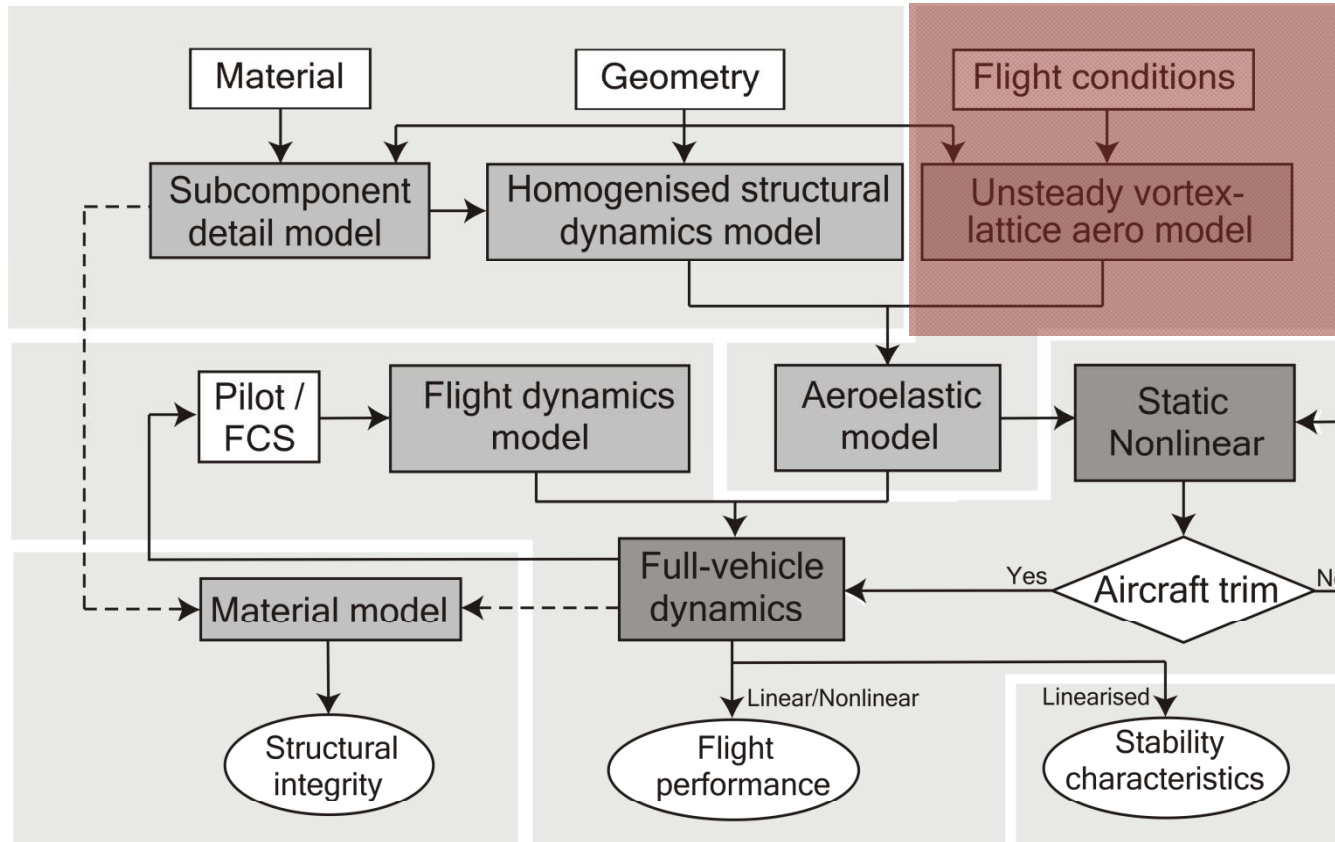 Material
Geometry
Flight conditions
Subcomponent
detail model
Homogenised structural
dynamics model
Unsteady vortex-
lattice aero model
Pilot /
FCS
Flight dynamics
model
Aeroelastic
model
Static
Nonlinear
Full-vehicle
dynamics
Yes
Aircraft trim
Material model
Linear/Nonlinear
Linearised
Structural
integrity
Flight
performance
Stability
characteristics